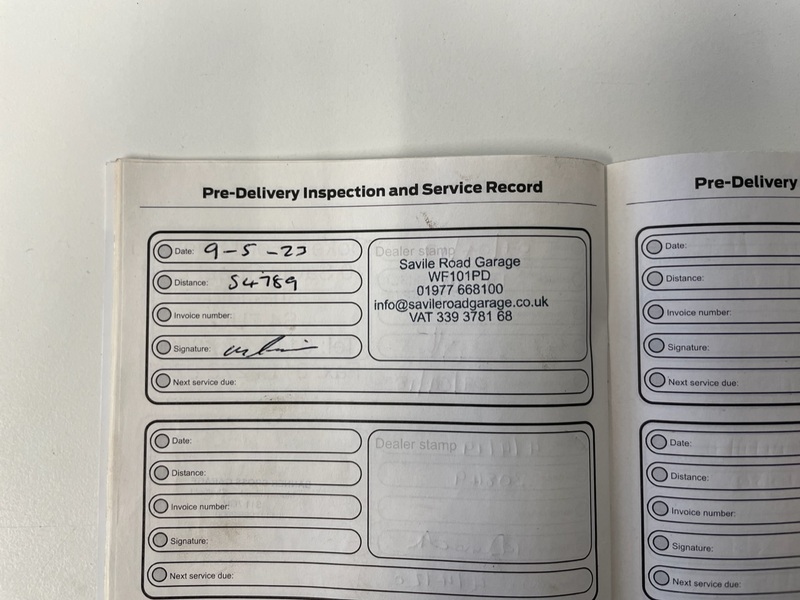 Pre-Delivery Inspection and Service Record
Date: 9-5-23
Distance: 54789
Invoice number:
Signature:
Next service due:
Dealer stamp
Savile Road Garage
WF101PD
01977 668100
info@savileroadgarage.co.uk
VAT 339 3781 68
Date:
Distance:
Invoice number:
Signature:
Next service due:
Dealer stamp
Pre-Delivery
Date:
Distance:
Invoice number:
Signature:
Next service due:
Date:
Distance:
Invoice number:
Signature:
Next service due: